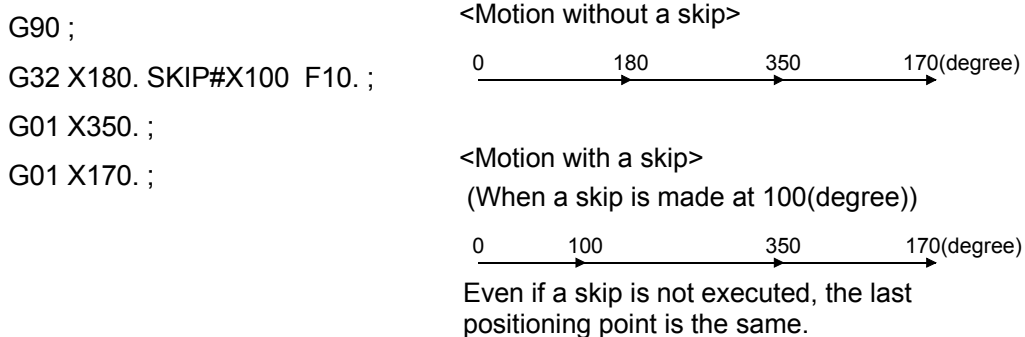 G90 ;
G32 X180. SKIP#X100  F10. ;
G01 X350. ;
G01 X170. ;
<Motion without a skip>
0 180 350 170(degree)
<Motion with a skip>
(When a skip is made at 100(degree))
0 100 350 170(degree)
Even if a skip is not executed, the last
positioning point is the same.